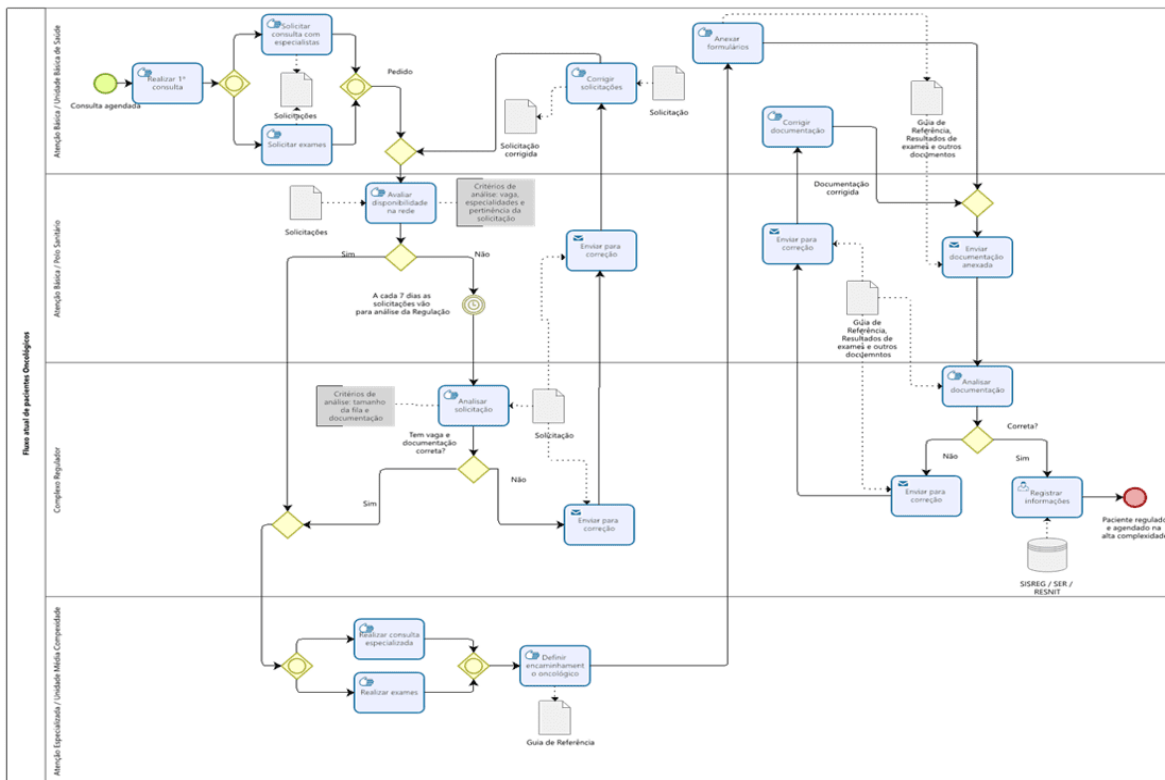 Fluxo atual de pacientes Oncológicos
Atenção Básica / Unidade Básica de Saúde
Consulta agendada
Realizar 1ª
consulta
Solicitar
consulta com
especialistas
Solicitações
Solicitar exames
Pedido
Corrigir
solicitações
Solicitação
Solicitação
corrigida
Anexar
formulários
Corrigir
documentação
Guia de
Referência,
Resultados de
exames e outros
documentos
Documentação
corrigida
Atenção Básica / Polo Sanitário
Solicitações
Avaliar
disponibilidade
na rede
Critérios de
análise: vaga,
especialidades e
pertinência da
solicitação
Sim
Não
A cada 7 dias as
solicitações vão
para análise da Regulação
Enviar para
correção
Enviar para
correção
Guia de
Referência,
Resultados de
exames e outros
documntos
Enviar
documentação
anexada
Complexo Regulador
Critérios de
análise: tamanho
da fila e
documentação
Analisar
solicitação
Solicitação
Tem vaga e
documentação
correta?
Sim
Não
Enviar para
correção
Analisar
documentação
Correta?
Não
Sim
Enviar para
correção
Registrar
informações
SISREG / SER /
RESNIT
Paciente regulado
e agendado na
alta complexidade
Atenção Especializada / Unidade Média Compexidade
Realizar consulta
especializada
Realizar exames
Definir
encaminhament
o oncológico
Guia de Referência